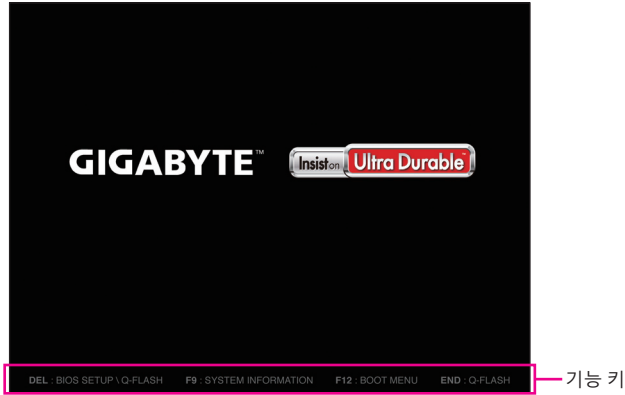 GIGABYTE™ Insist on Ultra Durable™
DEL : BIOS SETUP \ Q-FLASH F9 : SYSTEM INFORMATION F12 : BOOT MENU END : Q-FLASH
기능 키